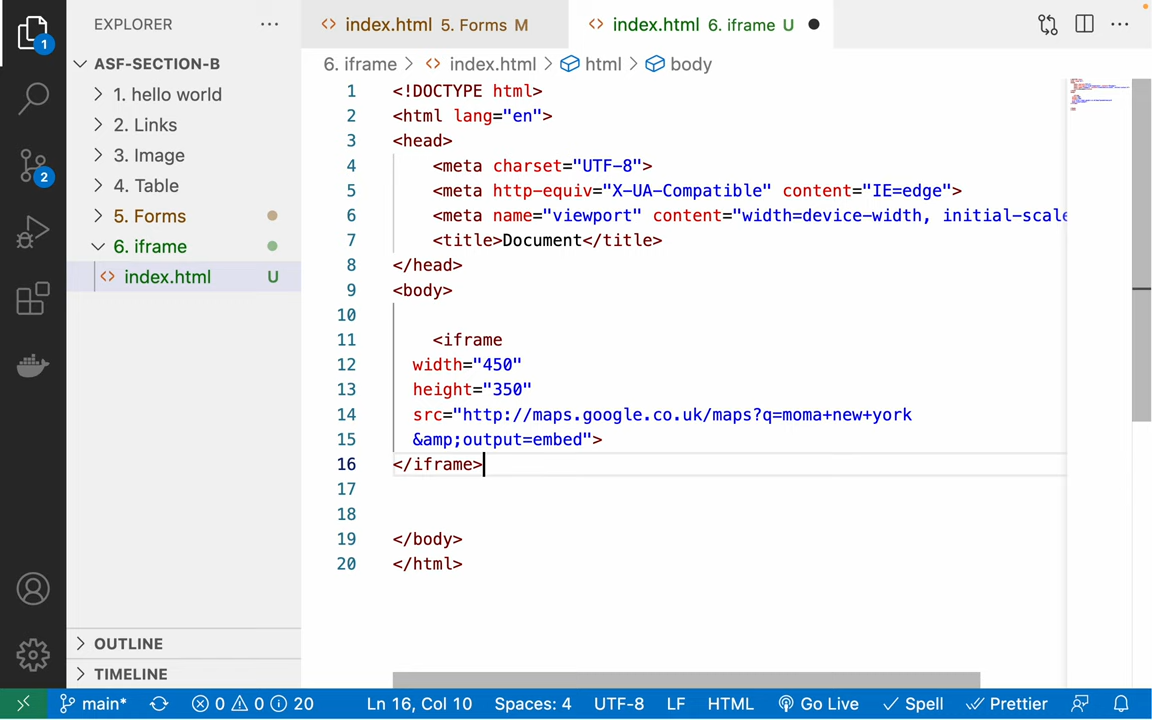 EXPLORER
ASF-SECTION-B
1. hello world
2. Links
3. Image
4. Table
5. Forms
6. iframe
index.html U
OUTLINE
TIMELINE
1
2
index.html 5. Forms M
index.html 6. iframe U
6. iframe > index.html > html > body
1 <!DOCTYPE html>
2 <html lang="en">
3 <head>
4 <meta charset="UTF-8">
5 <meta http-equiv="X-UA-Compatible" content="IE=edge">
6 <meta name="viewport" content="width=device-width, initial-scale
7 <title>Document</title>
8 </head>
9 <body>
10
11 <iframe
12 width="450"
13 height="350"
14 src="http://maps.google.co.uk/maps?q=moma+new+york
15 &amp;output=embed">
16 </iframe>
17
18
19 </body>
20 </html>
main* 0 0 20 Ln 16, Col 10 Spaces: 4 UTF-8 LF HTML Go Live Spell Prettier